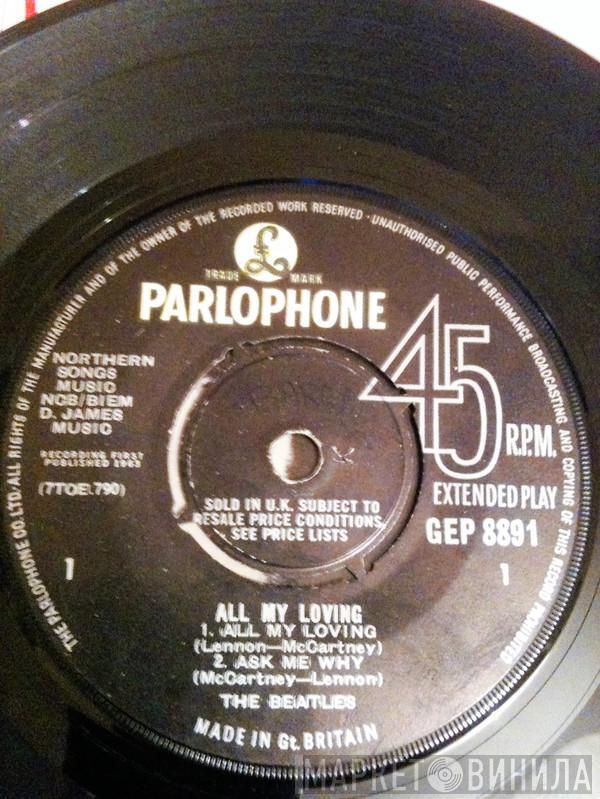 THE PARLOPHONE CO.LTD/ALL RIGHTS OF THE MANUFACTURER AND OF THE OWNER OF THE RECORDED WORK RESERVED · UNAUTHORISED PUBLIC PERFORMANCE BROADCASTING AND COPYING OF THIS RECORD PROHIBITED
£
TRADE MARK
PARLOPHONE
45
R.P.M.
EXTENDED PLAY
GEP 8891
1
NORTHERN
SONGS
MUSIC
NCB/BIEM
D. JAMES
MUSIC
RECORDING FIRST
PUBLISHED 1963
(7TCE.790)
1
SOLD IN U.K. SUBJECT TO
RESALE PRICE CONDITIONS,
SEE PRICE LISTS
ALL MY LOVING
1. ALL MY LOVING
(Lennon—McCartney)
2. ASK ME WHY
(McCartney—Lennon)
THE BEATLES
MADE IN Gt. BRITAIN
МАРКЕТ ВИНИЛА